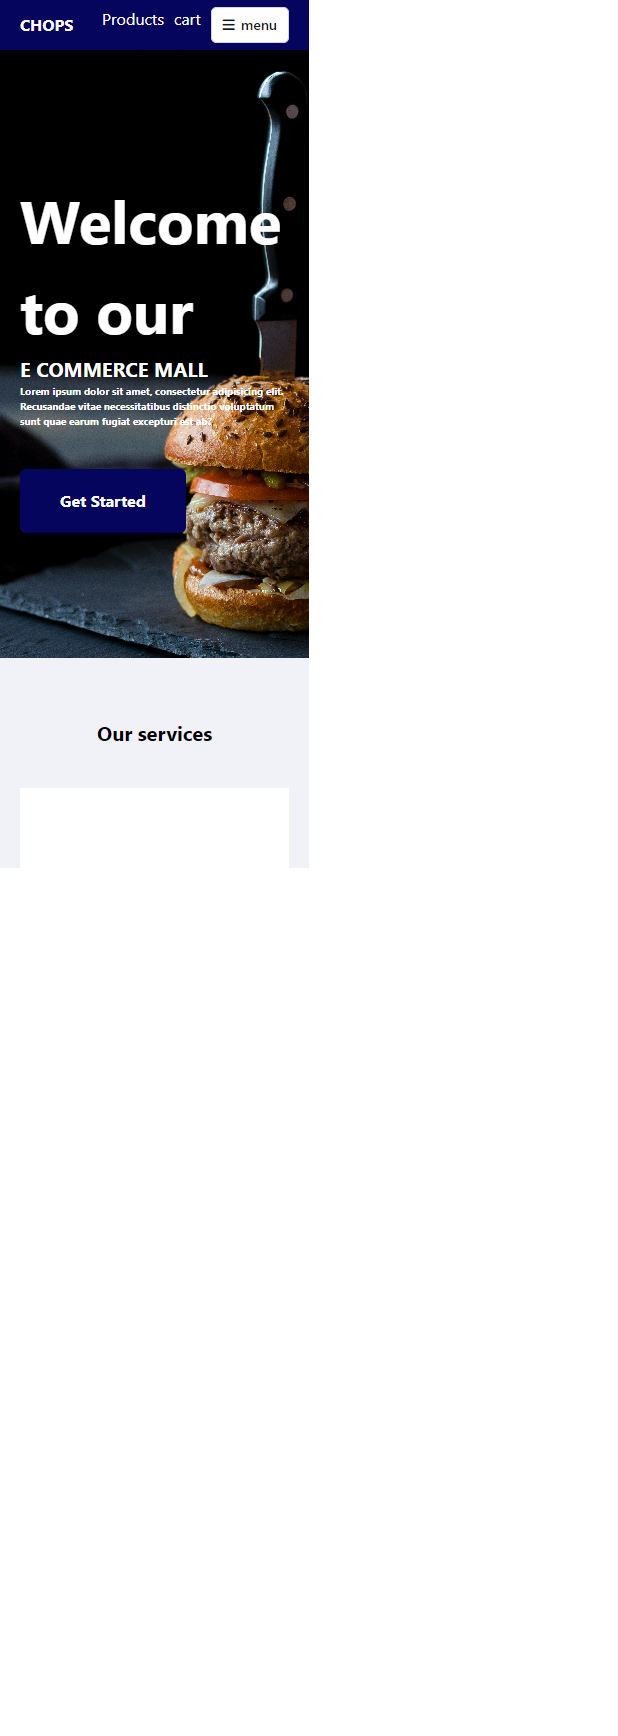 CHOPS Products cart menu
Welcome
to our
E COMMERCE MALL
Lorem ipsum dolor sit amet, consectetur adipisicing elit.
Recusandae vitae necessitatibus distinctio voluptatum
sunt quae earum fugiat excepturi est ab?
Get Started
Our services